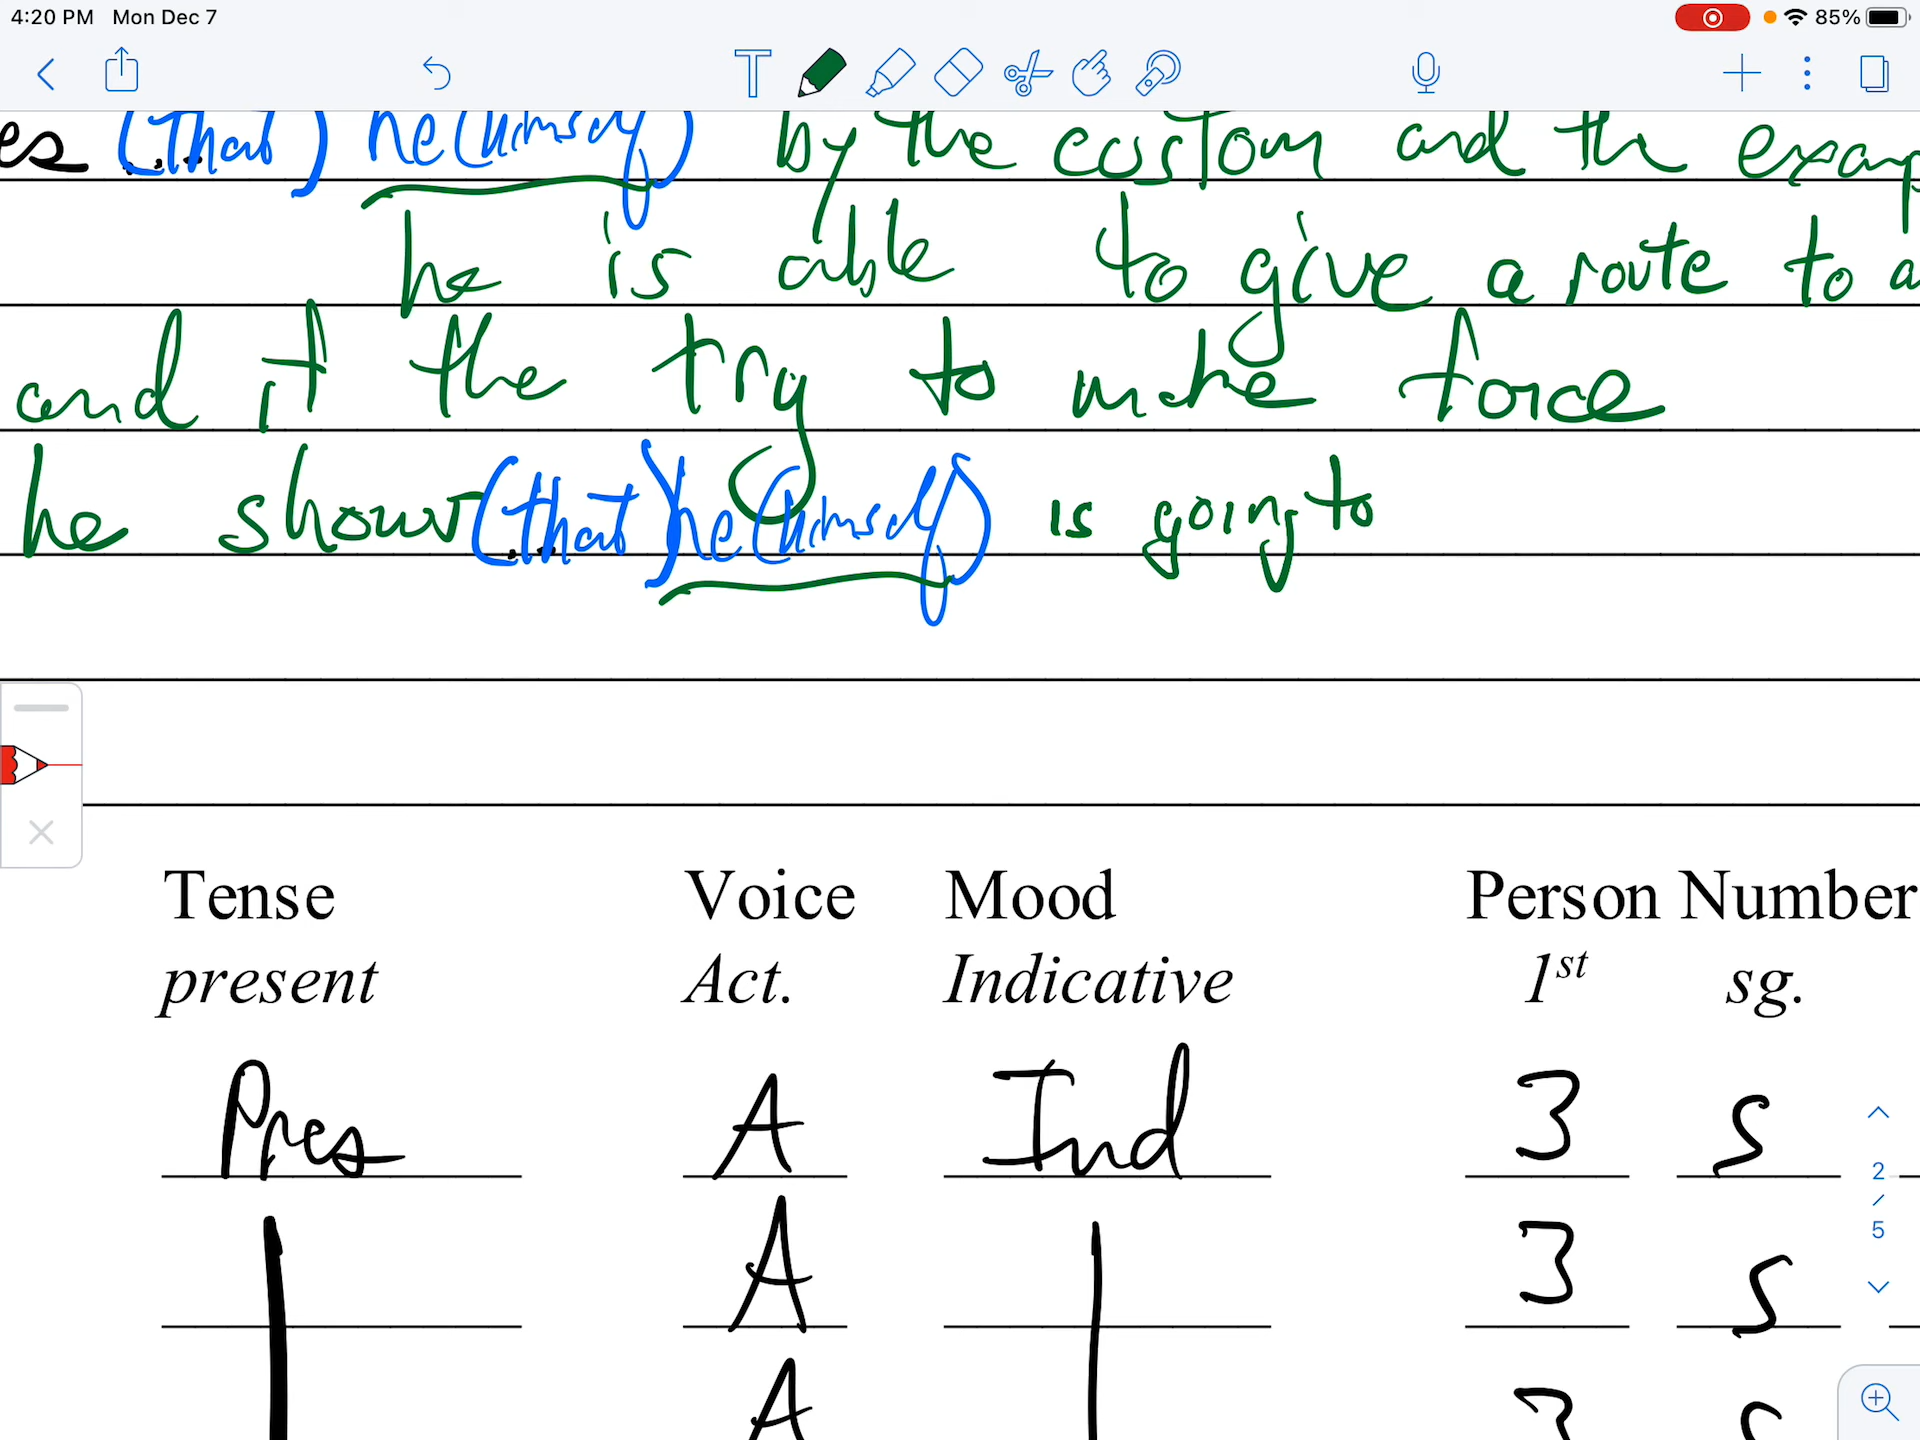 4:20 PM Mon Dec 7
85%
es (that) he (himself) by the custom and the examp
he is able to give a route to a
and if the try to make force
he shows (that) he (himself) is going to
Tense Voice Mood Person Number
present Act. Indicative 1st sg.
Pres A Ind 3 s
A 3 s
A 3 s
2
/
5